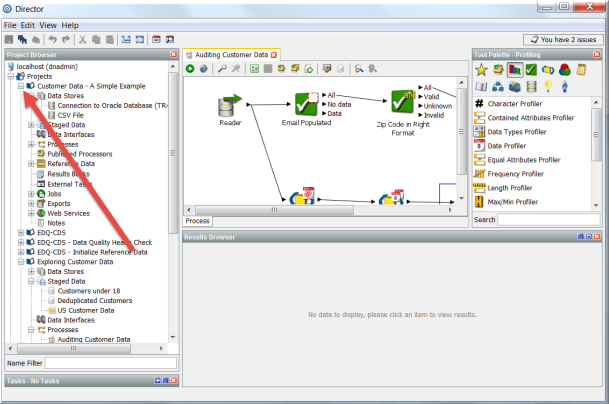 Director
File Edit View Help
You have 2 issues
Project Browser
localhost (dnadmin)
Projects
Customer Data - A Simple Example
Data Stores
Connection to Oracle Database (TRA
CSV File
Staged Data
Data Interfaces
Processes
Published Processors
Reference Data
Results Books
External Tasks
Jobs
Exports
Web Services
Notes
EDQ-CDS
EDQ-CDS - Data Quality Health Check
EDQ-CDS - Initialize Reference Data
Exploring Customer Data
Data Stores
Staged Data
Customers under 18
Deduplicated Customers
US Customer Data
Data Interfaces
Processes
Auditing Customer Data
Name Filter
Tasks - No Tasks
Auditing Customer Data
Reader
All
No data
Data
Email Populated
All
Valid
Unknown
Invalid
Zip Code in Right
Format
Process
Results Browser
No data to display, please click an item to view results.
Tool Palette - Profiling
Character Profiler
Contained Attributes Profiler
Data Types Profiler
Date Profiler
Equal Attributes Profiler
Frequency Profiler
Length Profiler
Max/Min Profiler
Search